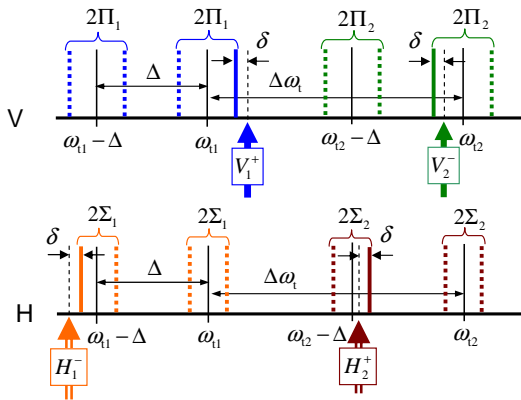 2Π₁ 2Π₁ 2Π₂ 2Π₂
δ δ
Δ Δωₜ
V
ωₜ₁ − Δ ωₜ₁ ωₜ₂ − Δ ωₜ₂
V₁⁺ V₂⁻
2Σ₁ 2Σ₁ 2Σ₂ 2Σ₂
δ δ
Δ Δωₜ
H
ωₜ₁ − Δ ωₜ₁ ωₜ₂ − Δ ωₜ₂
H₁⁻ H₂⁺